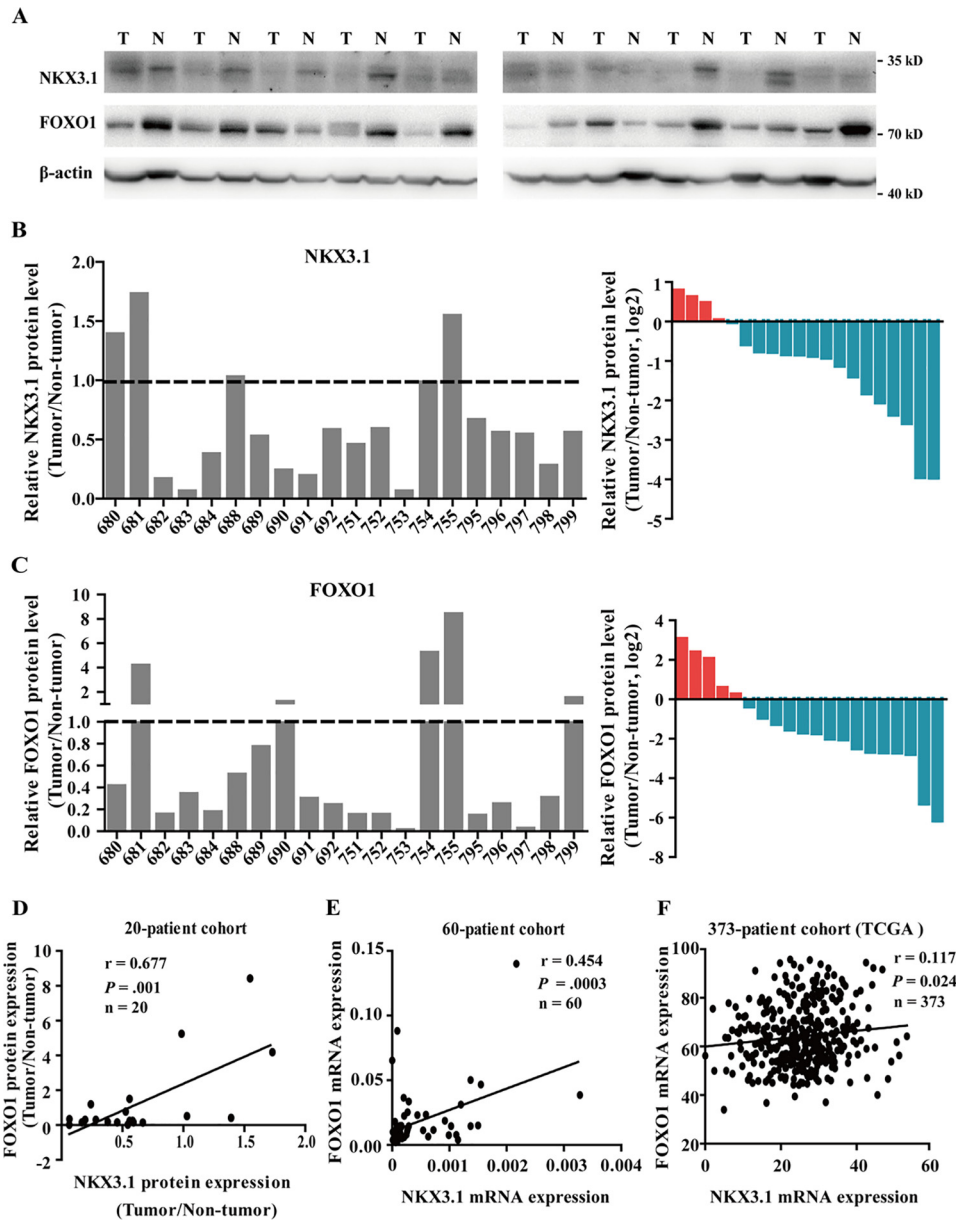 A
T N T N T N T N T N T N T N T N T N T N
NKX3.1
- 35 kD
FOXO1
- 70 kD
β-actin
- 40 kD
B
NKX3.1
Relative NKX3.1 protein level
(Tumor/Non-tumor)
2.0
1.5
1.0
0.5
0.0
680 681 682 683 684 688 689 690 691 692 751 752 753 754 755 795 796 797 798 799
Relative NKX3.1 protein level
(Tumor/Non-tumor, log2)
1
0
-1
-2
-3
-4
-5
C
FOXO1
Relative FOXO1 protein level
(Tumor/Non-tumor)
10
8
6
4
2
1.0
0.8
0.6
0.4
0.2
0.0
680 681 682 683 684 688 689 690 691 692 751 752 753 754 755 795 796 797 798 799
Relative FOXO1 protein level
(Tumor/Non-tumor, log2)
4
2
0
-2
-4
-6
-8
D
20-patient cohort
FOXO1 protein expression
(Tumor/Non-tumor)
10
8
6
4
2
0
-2
r = 0.677
P = .001
n = 20
0.5 1.0 1.5 2.0
NKX3.1 protein expression
(Tumor/Non-tumor)
E
60-patient cohort
FOXO1 mRNA expression
0.15
0.10
0.05
0.00
r = 0.454
P = .0003
n = 60
0 0.001 0.002 0.003 0.004
NKX3.1 mRNA expression
F
373-patient cohort (TCGA )
FOXO1 mRNA expression
100
80
60
40
20
r = 0.117
P = 0.024
n = 373
0 20 40 60
NKX3.1 mRNA expression